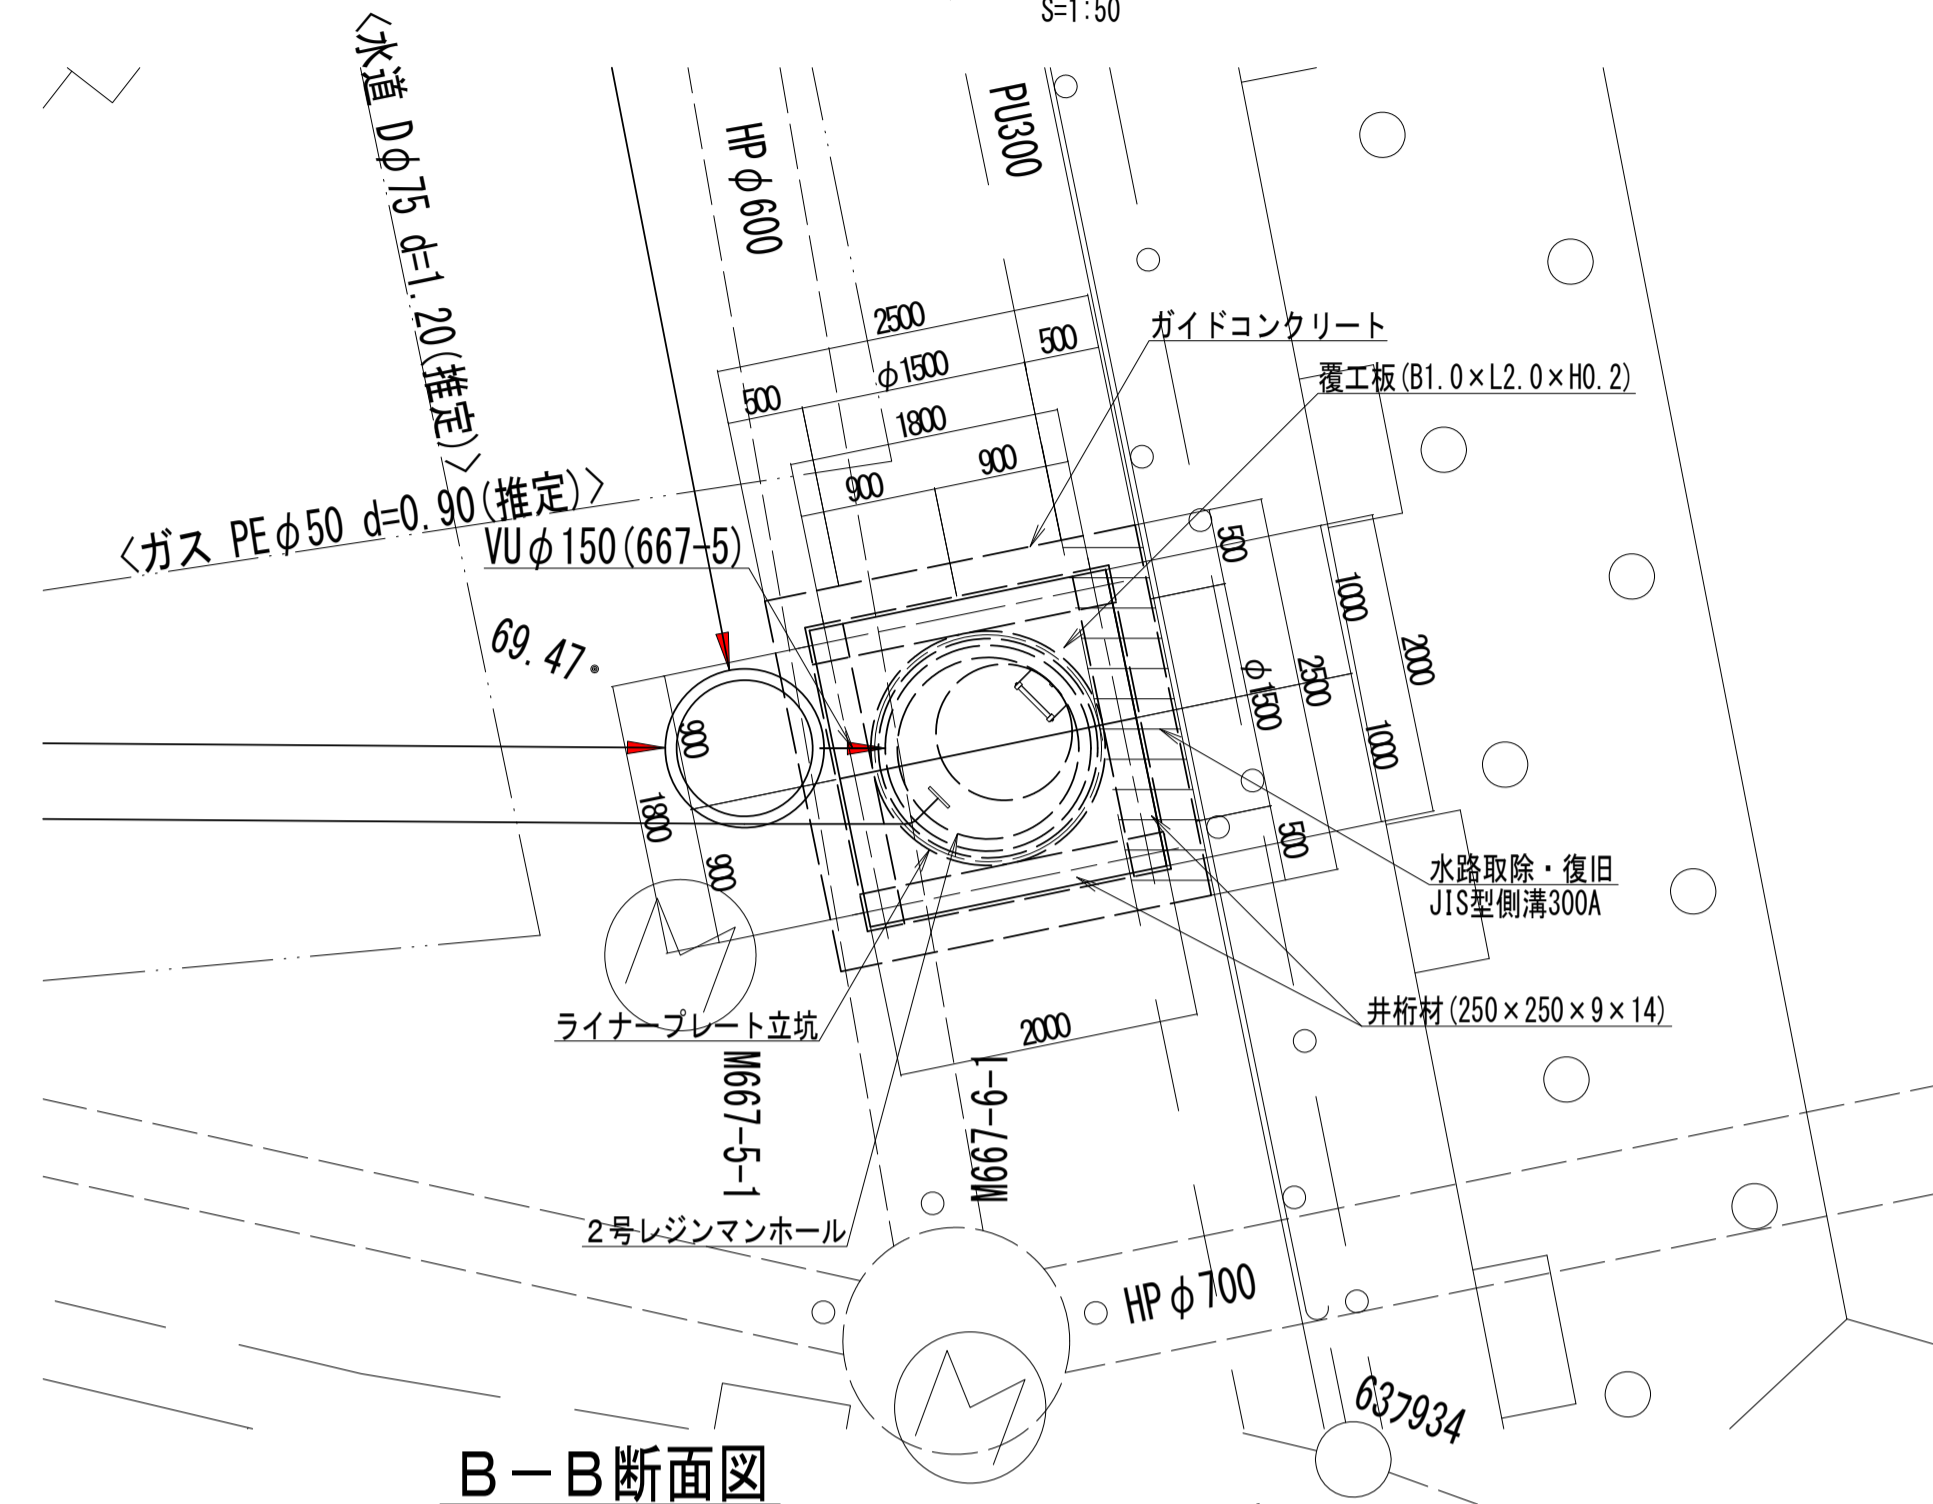 S=1:50
<水道 Dφ75 d=1.20(推定)>
HPφ600
PU300
2500
500
φ1500
500
1800
900
900
ガイドコンクリート
覆工板(B1.0×L2.0×H0.2)
<ガス PEφ50 d=0.90(推定)>
VUφ150(667-5)
69.47
500
1000
2000
φ1500
2500
1000
500
900
1800
900
水路取除・復旧
JIS型側溝300A
井桁材(250×250×9×14)
ライナープレート立坑
2000
M667-5-1
M667-6-1
2号レジンマンホール
HPφ700
637934
B-B断面図